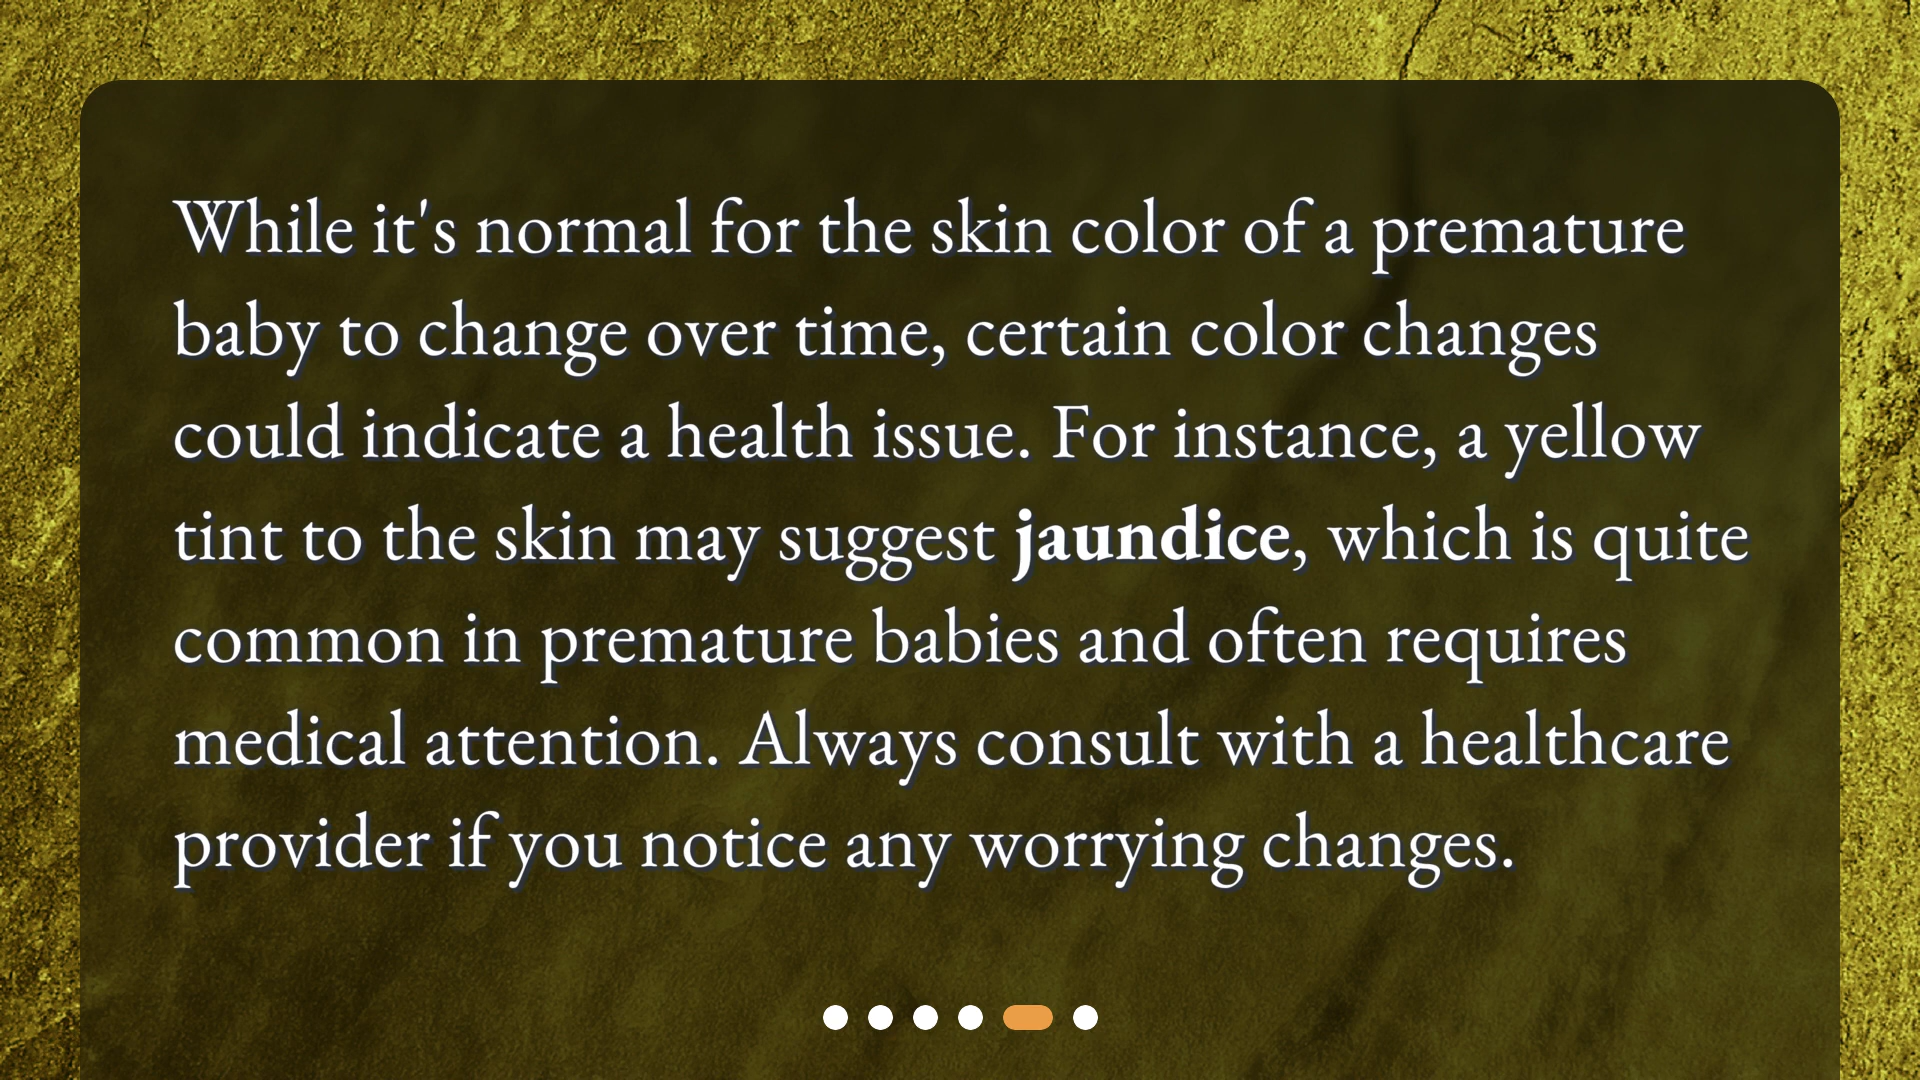 While it's normal for the skin color of a premature
baby to change over time, certain color changes
could indicate a health issue. For instance, a yellow
tint to the skin may suggest jaundice, which is quite
common in premature babies and often requires
medical attention. Always consult with a healthcare
provider if you notice any worrying changes.